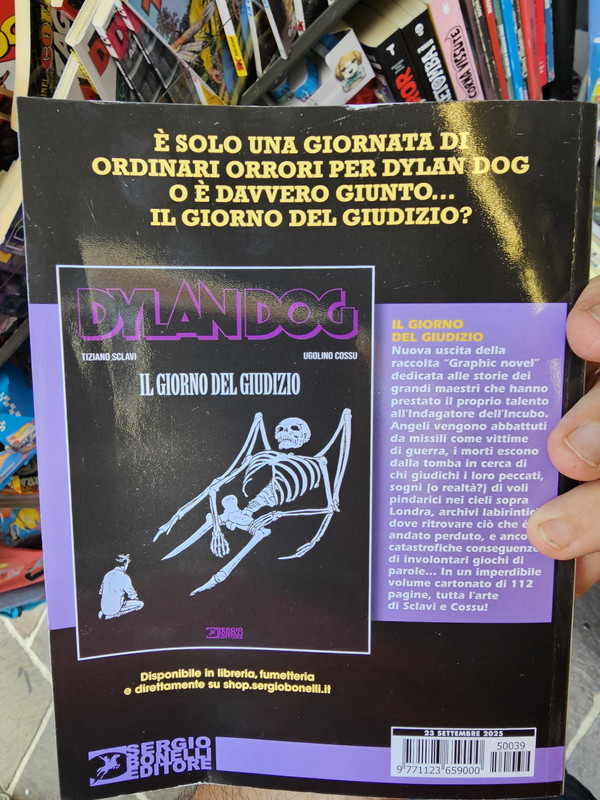 È SOLO UNA GIORNATA DI
ORDINARI ORRORI PER DYLAN DOG
O È DAVVERO GIUNTO...
IL GIORNO DEL GIUDIZIO?
DYLAN DOG
TIZIANO SCLAVI
UGOLINO COSSU
IL GIORNO DEL GIUDIZIO
SERGIO
BONELLI
EDITORE
IL GIORNO
DEL GIUDIZIO
Nuova uscita della
raccolta "Graphic novel"
dedicata alle storie dei
grandi maestri che hanno
prestato il proprio talento
all'Indagatore dell'Incubo.
Angeli vengono abbattuti
da missili come vittime
di guerra, i morti escono
dalla tomba in cerca di
chi giudichi i loro peccati,
sogni (o realtà?) di voli
pindarici nei cieli sopra
Londra, archivi labirintici
dove ritrovare ciò che è
andato perduto, e
catastrofiche conseguenze
di involontari giochi di
parole... In un imperdibile
volume cartonato di 112
pagine, tutta l'arte
di Sclavi e Cossu!
Disponibile in libreria, fumetteria
e direttamente su shop.sergiobonelli.it
SERGIO
BONELLI
EDITORE
23 SETTEMBRE 2025
50039
9 771123 659000
CORNA VISSUTE